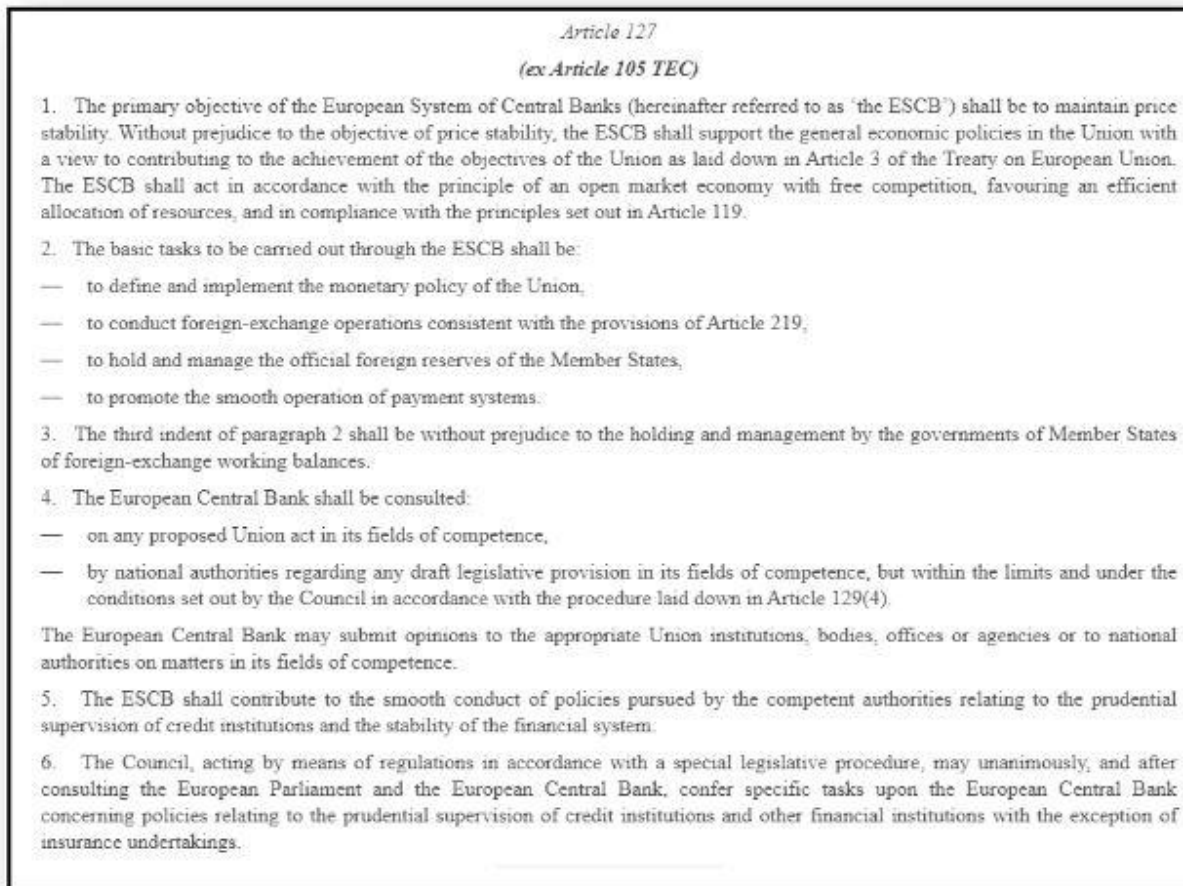 Article 127
(ex Article 105 TEC)
1. The primary objective of the European System of Central Banks (hereinafter referred to as ‘the ESCB’) shall be to maintain price
stability. Without prejudice to the objective of price stability, the ESCB shall support the general economic policies in the Union with
a view to contributing to the achievement of the objectives of the Union as laid down in Article 3 of the Treaty on European Union.
The ESCB shall act in accordance with the principle of an open market economy with free competition, favouring an efficient
allocation of resources, and in compliance with the principles set out in Article 119.
2. The basic tasks to be carried out through the ESCB shall be:
— to define and implement the monetary policy of the Union,
— to conduct foreign-exchange operations consistent with the provisions of Article 219,
— to hold and manage the official foreign reserves of the Member States,
— to promote the smooth operation of payment systems.
3. The third indent of paragraph 2 shall be without prejudice to the holding and management by the governments of Member States
of foreign-exchange working balances.
4. The European Central Bank shall be consulted:
— on any proposed Union act in its fields of competence,
— by national authorities regarding any draft legislative provision in its fields of competence, but within the limits and under the
conditions set out by the Council in accordance with the procedure laid down in Article 129(4).
The European Central Bank may submit opinions to the appropriate Union institutions, bodies, offices or agencies or to national
authorities on matters in its fields of competence.
5. The ESCB shall contribute to the smooth conduct of policies pursued by the competent authorities relating to the prudential
supervision of credit institutions and the stability of the financial system.
6. The Council, acting by means of regulations in accordance with a special legislative procedure, may unanimously, and after
consulting the European Parliament and the European Central Bank, confer specific tasks upon the European Central Bank
concerning policies relating to the prudential supervision of credit institutions and other financial institutions with the exception of
insurance undertakings.